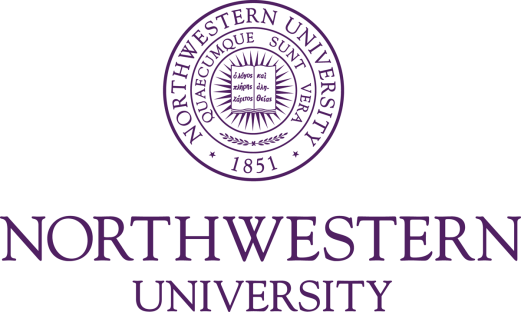 NORTHWESTERN UNIVERSITY
QUAECUMQUE SUNT VERA
ὁ λόγος καὶ
πλήρης ἀλη-
χάριτος θείας
1851
NORTHWESTERN
UNIVERSITY